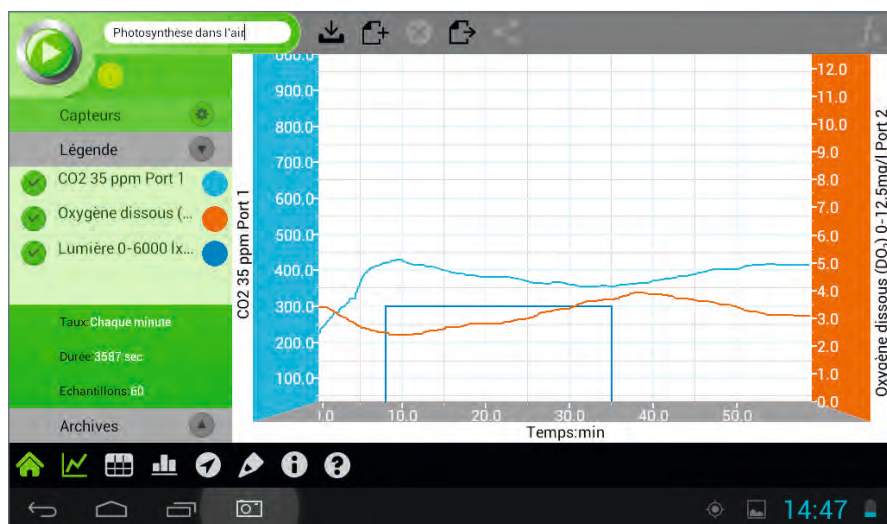 Photosynthèse dans l'air
Capteurs
Légende
CO2 35 ppm Port 1
Oxygène dissous (...
Lumière 0-6000 lx...
Taux:Chaque minute
Durée:3587 sec
Echantillons:60
Archives
CO2 35 ppm Port 1
900.0
800.0
700.0
600.0
500.0
400.0
300.0
200.0
100.0
12.0
11.0
10.0
9.0
8.0
7.0
6.0
5.0
4.0
3.0
2.0
1.0
0.0
Oxygène dissous (DO,) 0-12.5mg/l Port 2
10.0
20.0
30.0
40.0
50.0
Temps:min
14:47